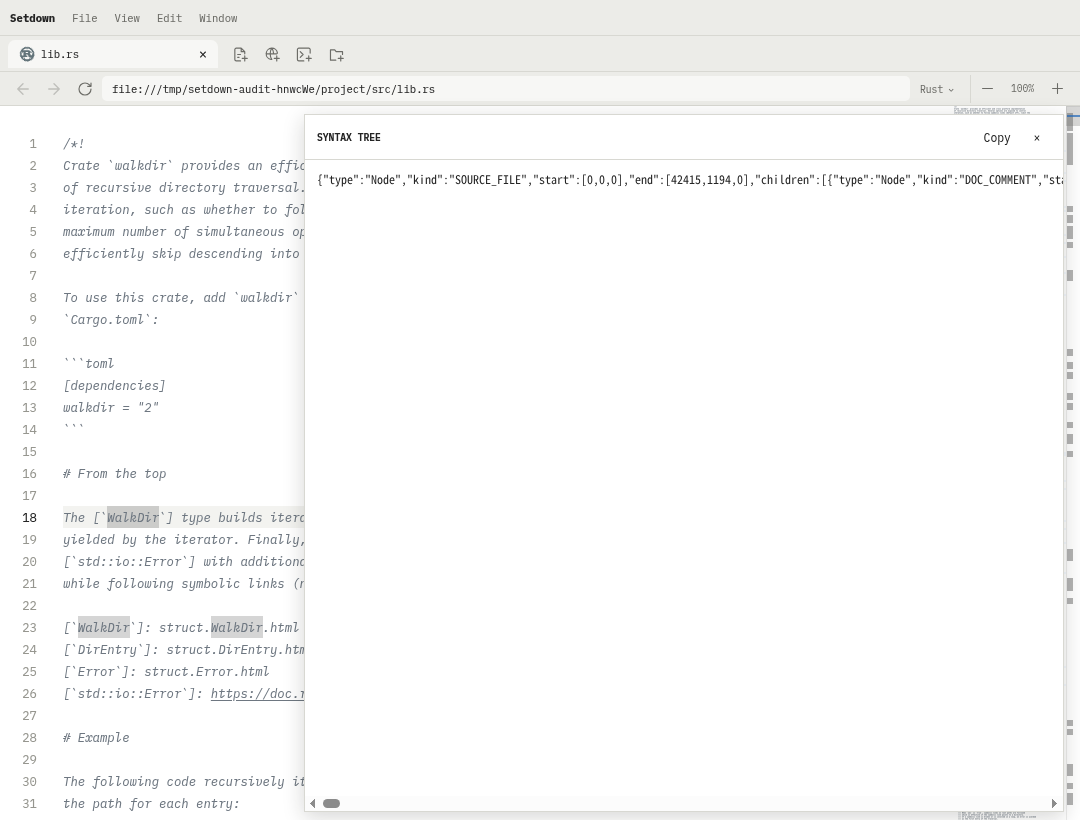 Setdown File View Edit Window
lib.rs ×
file:///tmp/setdown-audit-hnwcWe/project/src/lib.rs Rust 100%
SYNTAX TREE Copy ×
{"type":"Node","kind":"SOURCE_FILE","start":[0,0,0],"end":[42415,1194,0],"children":[{"type":"Node","kind":"DOC_COMMENT","sta
1 /*!
2 Crate `walkdir` provides an effic
3 of recursive directory traversal.
4 iteration, such as whether to fol
5 maximum number of simultaneous op
6 efficiently skip descending into
7
8 To use this crate, add `walkdir`
9 `Cargo.toml`:
10
11 ```toml
12 [dependencies]
13 walkdir = "2"
14 ```
15
16 # From the top
17
18 The [`WalkDir`] type builds itera
19 yielded by the iterator. Finally,
20 [`std::io::Error`] with additiona
21 while following symbolic links (n
22
23 [`WalkDir`]: struct.WalkDir.html
24 [`DirEntry`]: struct.DirEntry.htm
25 [`Error`]: struct.Error.html
26 [`std::io::Error`]: https://doc.r
27
28 # Example
29
30 The following code recursively it
31 the path for each entry: